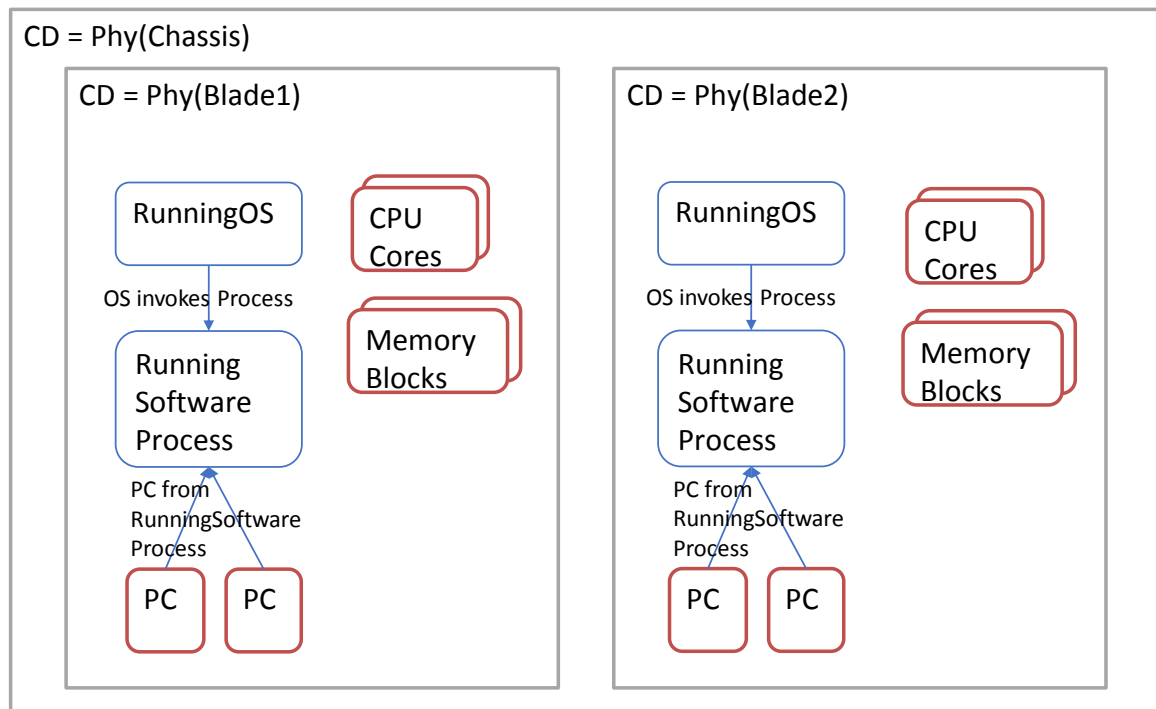 CD = Phy(Chassis)
CD = Phy(Blade1)
RunningOS
CPU
Cores
OS invokes Process
Memory
Blocks
Running
Software
Process
PC from
RunningSoftware
Process
PC
PC
CD = Phy(Blade2)
RunningOS
CPU
Cores
OS invokes Process
Memory
Blocks
Running
Software
Process
PC from
RunningSoftware
Process
PC
PC